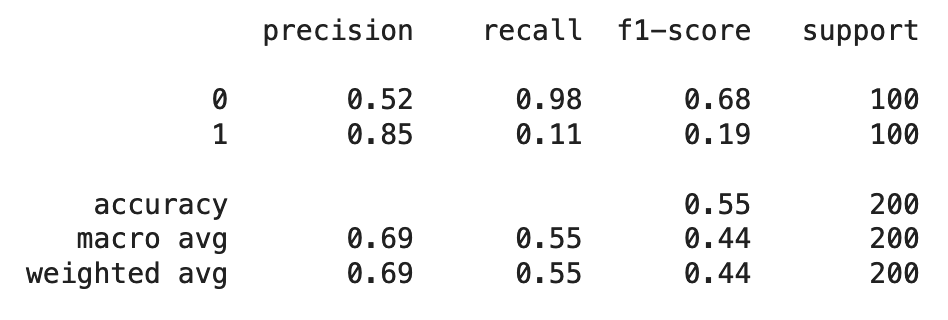 precision recall f1-score support
0 0.52 0.98 0.68 100
1 0.85 0.11 0.19 100
accuracy 0.55 200
macro avg 0.69 0.55 0.44 200
weighted avg 0.69 0.55 0.44 200